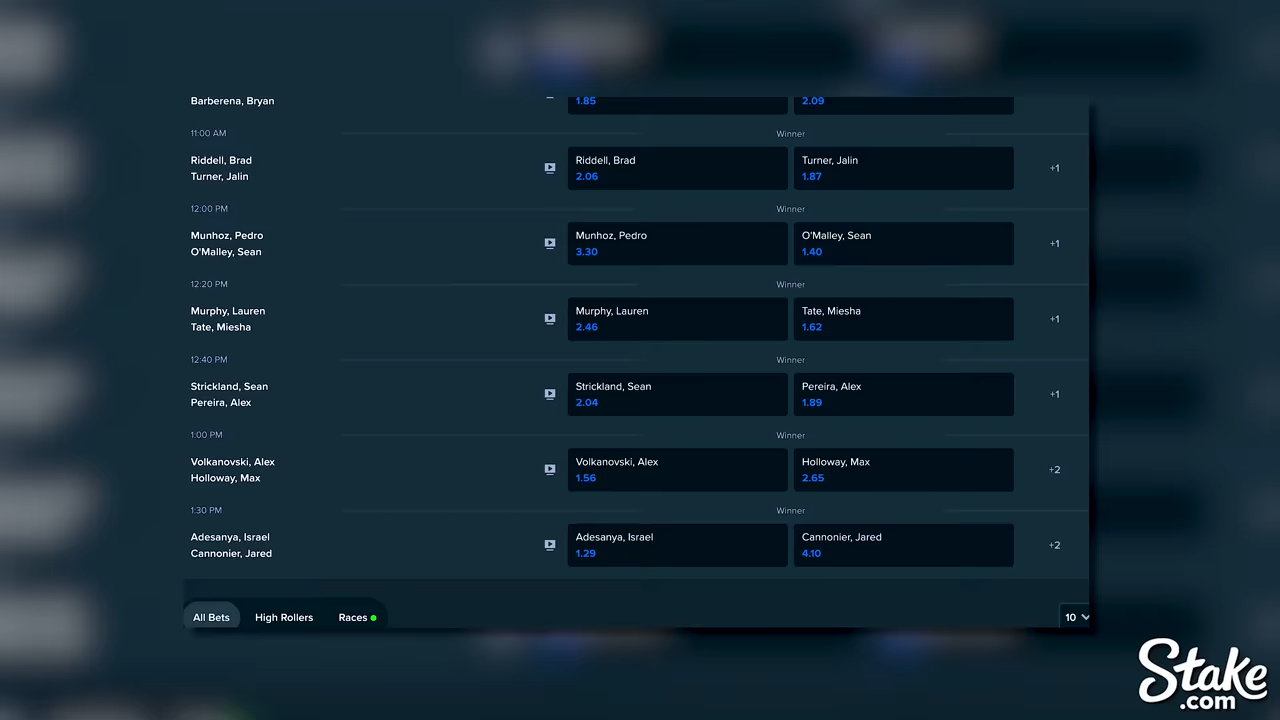 Barberena, Bryan
1.85
2.09
11:00 AM
Winner
Riddell, Brad
Turner, Jalin
Riddell, Brad
2.06
Turner, Jalin
1.87
+1
12:00 PM
Winner
Munhoz, Pedro
O'Malley, Sean
Munhoz, Pedro
3.30
O'Malley, Sean
1.40
+1
12:20 PM
Winner
Murphy, Lauren
Tate, Miesha
Murphy, Lauren
2.46
Tate, Miesha
1.62
+1
12:40 PM
Winner
Strickland, Sean
Pereira, Alex
Strickland, Sean
2.04
Pereira, Alex
1.89
+1
1:00 PM
Winner
Volkanovski, Alex
Holloway, Max
Volkanovski, Alex
1.56
Holloway, Max
2.65
+2
1:30 PM
Winner
Adesanya, Israel
Cannonier, Jared
Adesanya, Israel
1.29
Cannonier, Jared
4.10
+2
All Bets
High Rollers
Races
10
Stake
.com